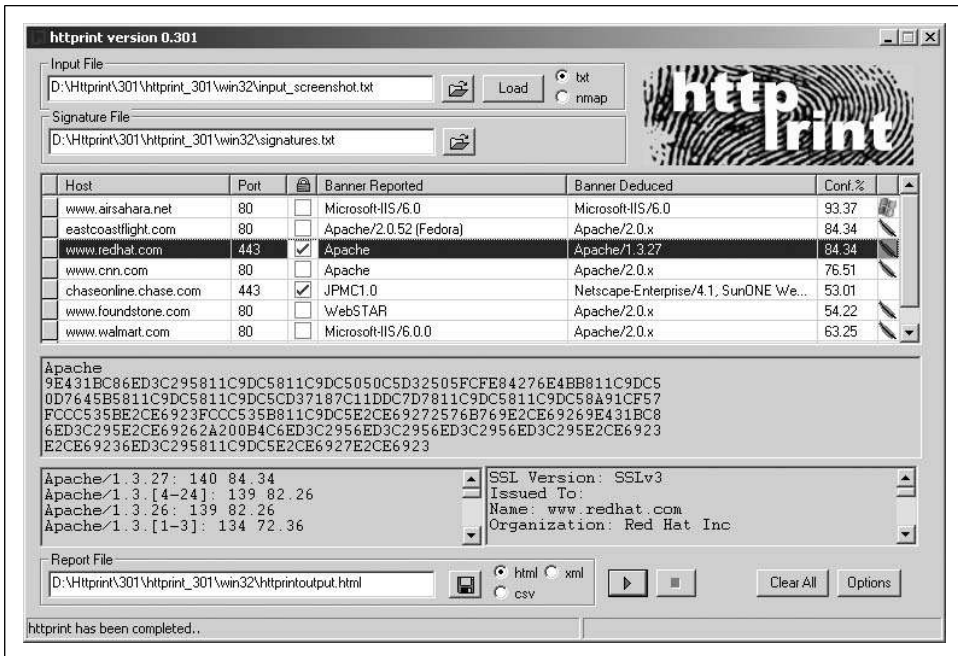 httprint version 0.301
Input File
D:\Httprint\301\httprint_301\win32\input_screenshot.txt
Load
txt
nmap
http
print
Signature File
D:\Httprint\301\httprint_301\win32\signatures.txt
Host Port Banner Reported Banner Deduced Conf.%
www.airsahara.net 80 Microsoft-IIS/6.0 Microsoft-IIS/6.0 93.37
eastcoastflight.com 80 Apache/2.0.52 (Fedora) Apache/2.0.x 84.34
www.redhat.com 443 Apache Apache/1.3.27 84.34
www.cnn.com 80 Apache Apache/2.0.x 76.51
chaseonline.chase.com 443 JPMC1.0 Netscape-Enterprise/4.1, SunONE We... 53.01
www.foundstone.com 80 WebSTAR Apache/2.0.x 54.22
www.walmart.com 80 Microsoft-IIS/6.0.0 Apache/2.0.x 63.25
Apache
9E431BC86ED3C295811C9DC5811C9DC5050C5D32505FCFE84276E4BB811C9DC5
0D7645B5811C9DC5811C9DC5CD37187C11DDC7D7811C9DC5811C9DC58A91CF57
FCCC535BE2CE6923FCCC535B811C9DC5E2CE69272576B769E2CE69269E431BC8
6ED3C295E2CE69262A200B4C6ED3C2956ED3C2956ED3C2956ED3C295E2CE6923
E2CE69236ED3C295811C9DC5E2CE6927E2CE6923
Apache/1.3.27: 140 84.34
Apache/1.3.[4-24]: 139 82.26
Apache/1.3.26: 139 82.26
Apache/1.3.[1-3]: 134 72.36
SSL Version: SSLv3
Issued To:
Name: www.redhat.com
Organization: Red Hat Inc
Report File
D:\Httprint\301\httprint_301\win32\httprintoutput.html
html
xml
csv
Clear All
Options
httprint has been completed..